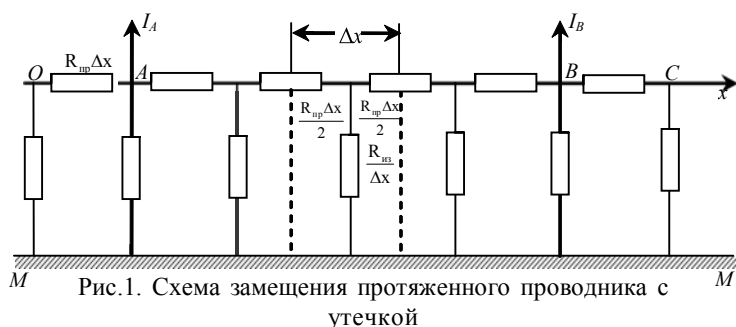 I_A
I_B
Δx
O
R_пр Δx
A
B
C
x
R_пр Δx
2
R_пр Δx
2
R_из
Δx
M
M
Рис.1. Схема замещения протяженного проводника с
утечкой